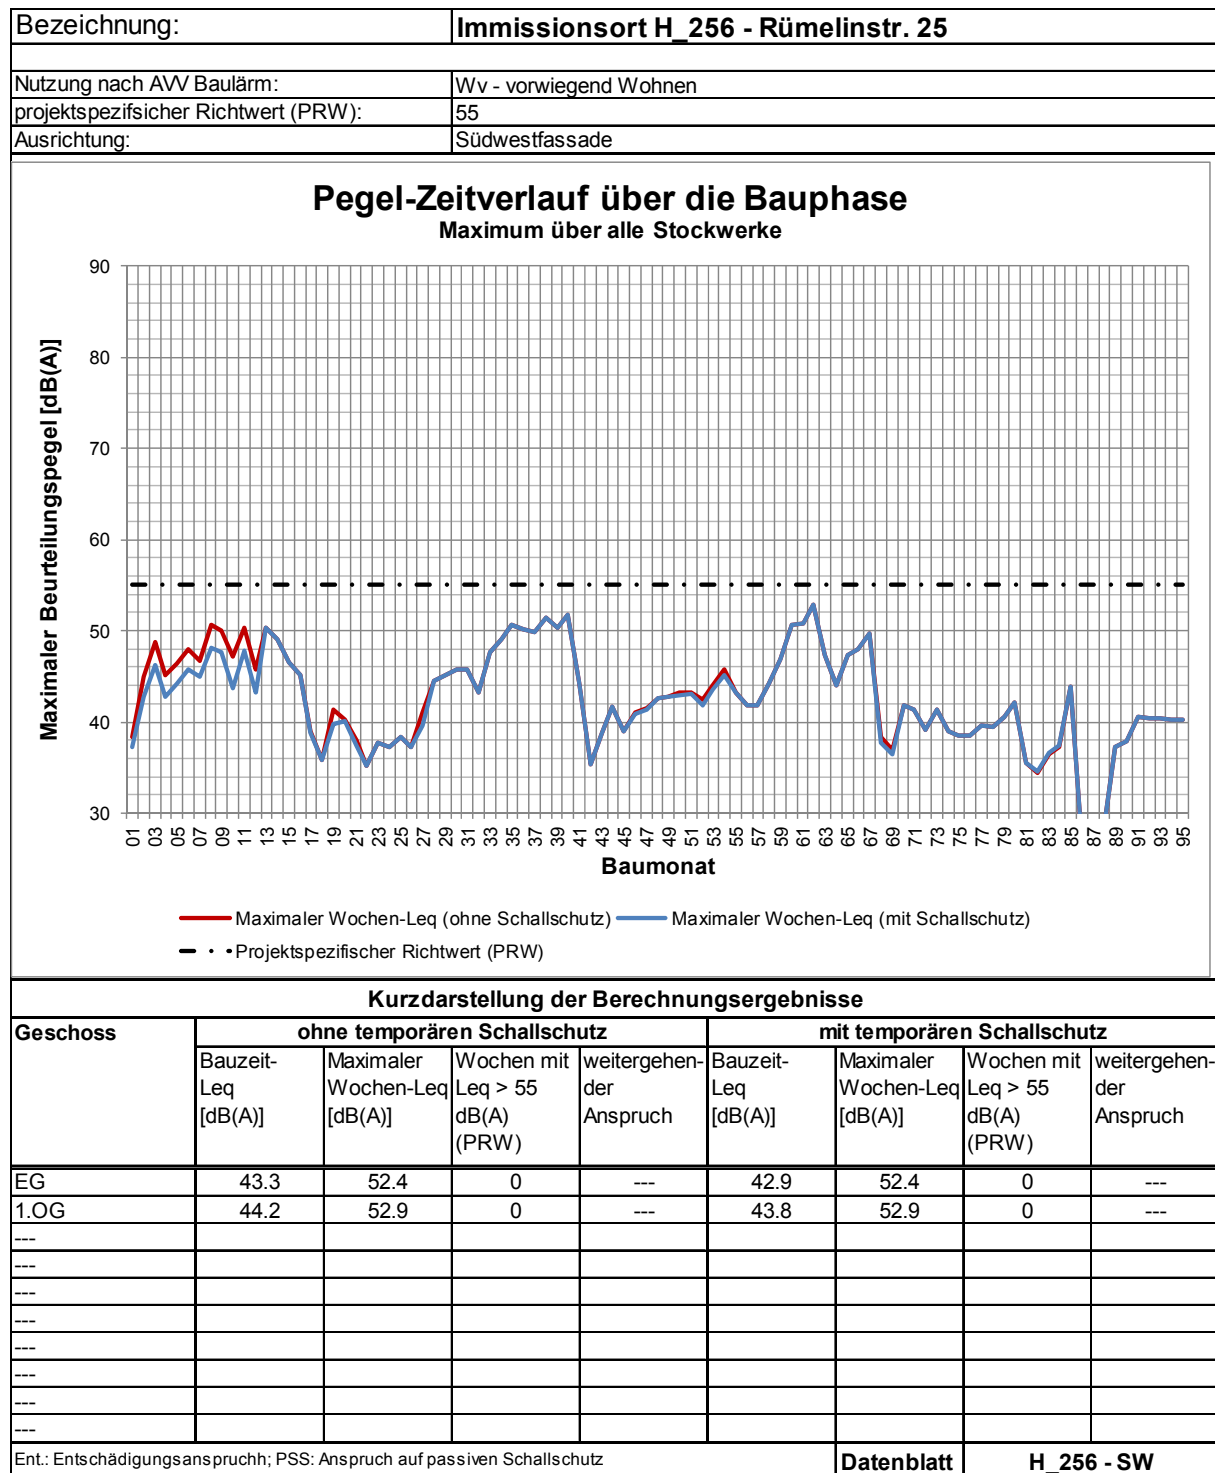 Bezeichnung: Immissionsort H_256 - Rümelinstr. 25
Nutzung nach AVV Baulärm: Wv - vorwiegend Wohnen
projektspezifsicher Richtwert (PRW): 55
Ausrichtung: Südwestfassade
Pegel-Zeitverlauf über die Bauphase
Maximum über alle Stockwerke
Maximaler Beurteilungspegel [dB(A)]
90
80
70
60
50
40
30
01 03 05 07 09 11 13 15 17 19 21 23 25 27 29 31 33 35 37 39 41 43 45 47 49 51 53 55 57 59 61 63 65 67 69 71 73 75 77 79 81 83 85 87 89 91 93 95
Baumonat
Maximaler Wochen-Leq (ohne Schallschutz) Maximaler Wochen-Leq (mit Schallschutz)
Projektspezifischer Richtwert (PRW)
Kurzdarstellung der Berechnungsergebnisse
Geschoss ohne temporären Schallschutz mit temporären Schallschutz
Bauzeit- Maximaler Wochen mit weitergehen- Bauzeit- Maximaler Wochen mit weitergehen-
Leq Wochen-Leq Leq > 55 der Leq Wochen-Leq Leq > 55 der
[dB(A)] [dB(A)] dB(A) Anspruch [dB(A)] [dB(A)] dB(A) Anspruch
(PRW) (PRW)
EG 43.3 52.4 0 --- 42.9 52.4 0 ---
1.OG 44.2 52.9 0 --- 43.8 52.9 0 ---
---
---
---
---
---
---
---
---
Ent.: Entschädigungsanspruchh; PSS: Anspruch auf passiven Schallschutz Datenblatt H_256 - SW